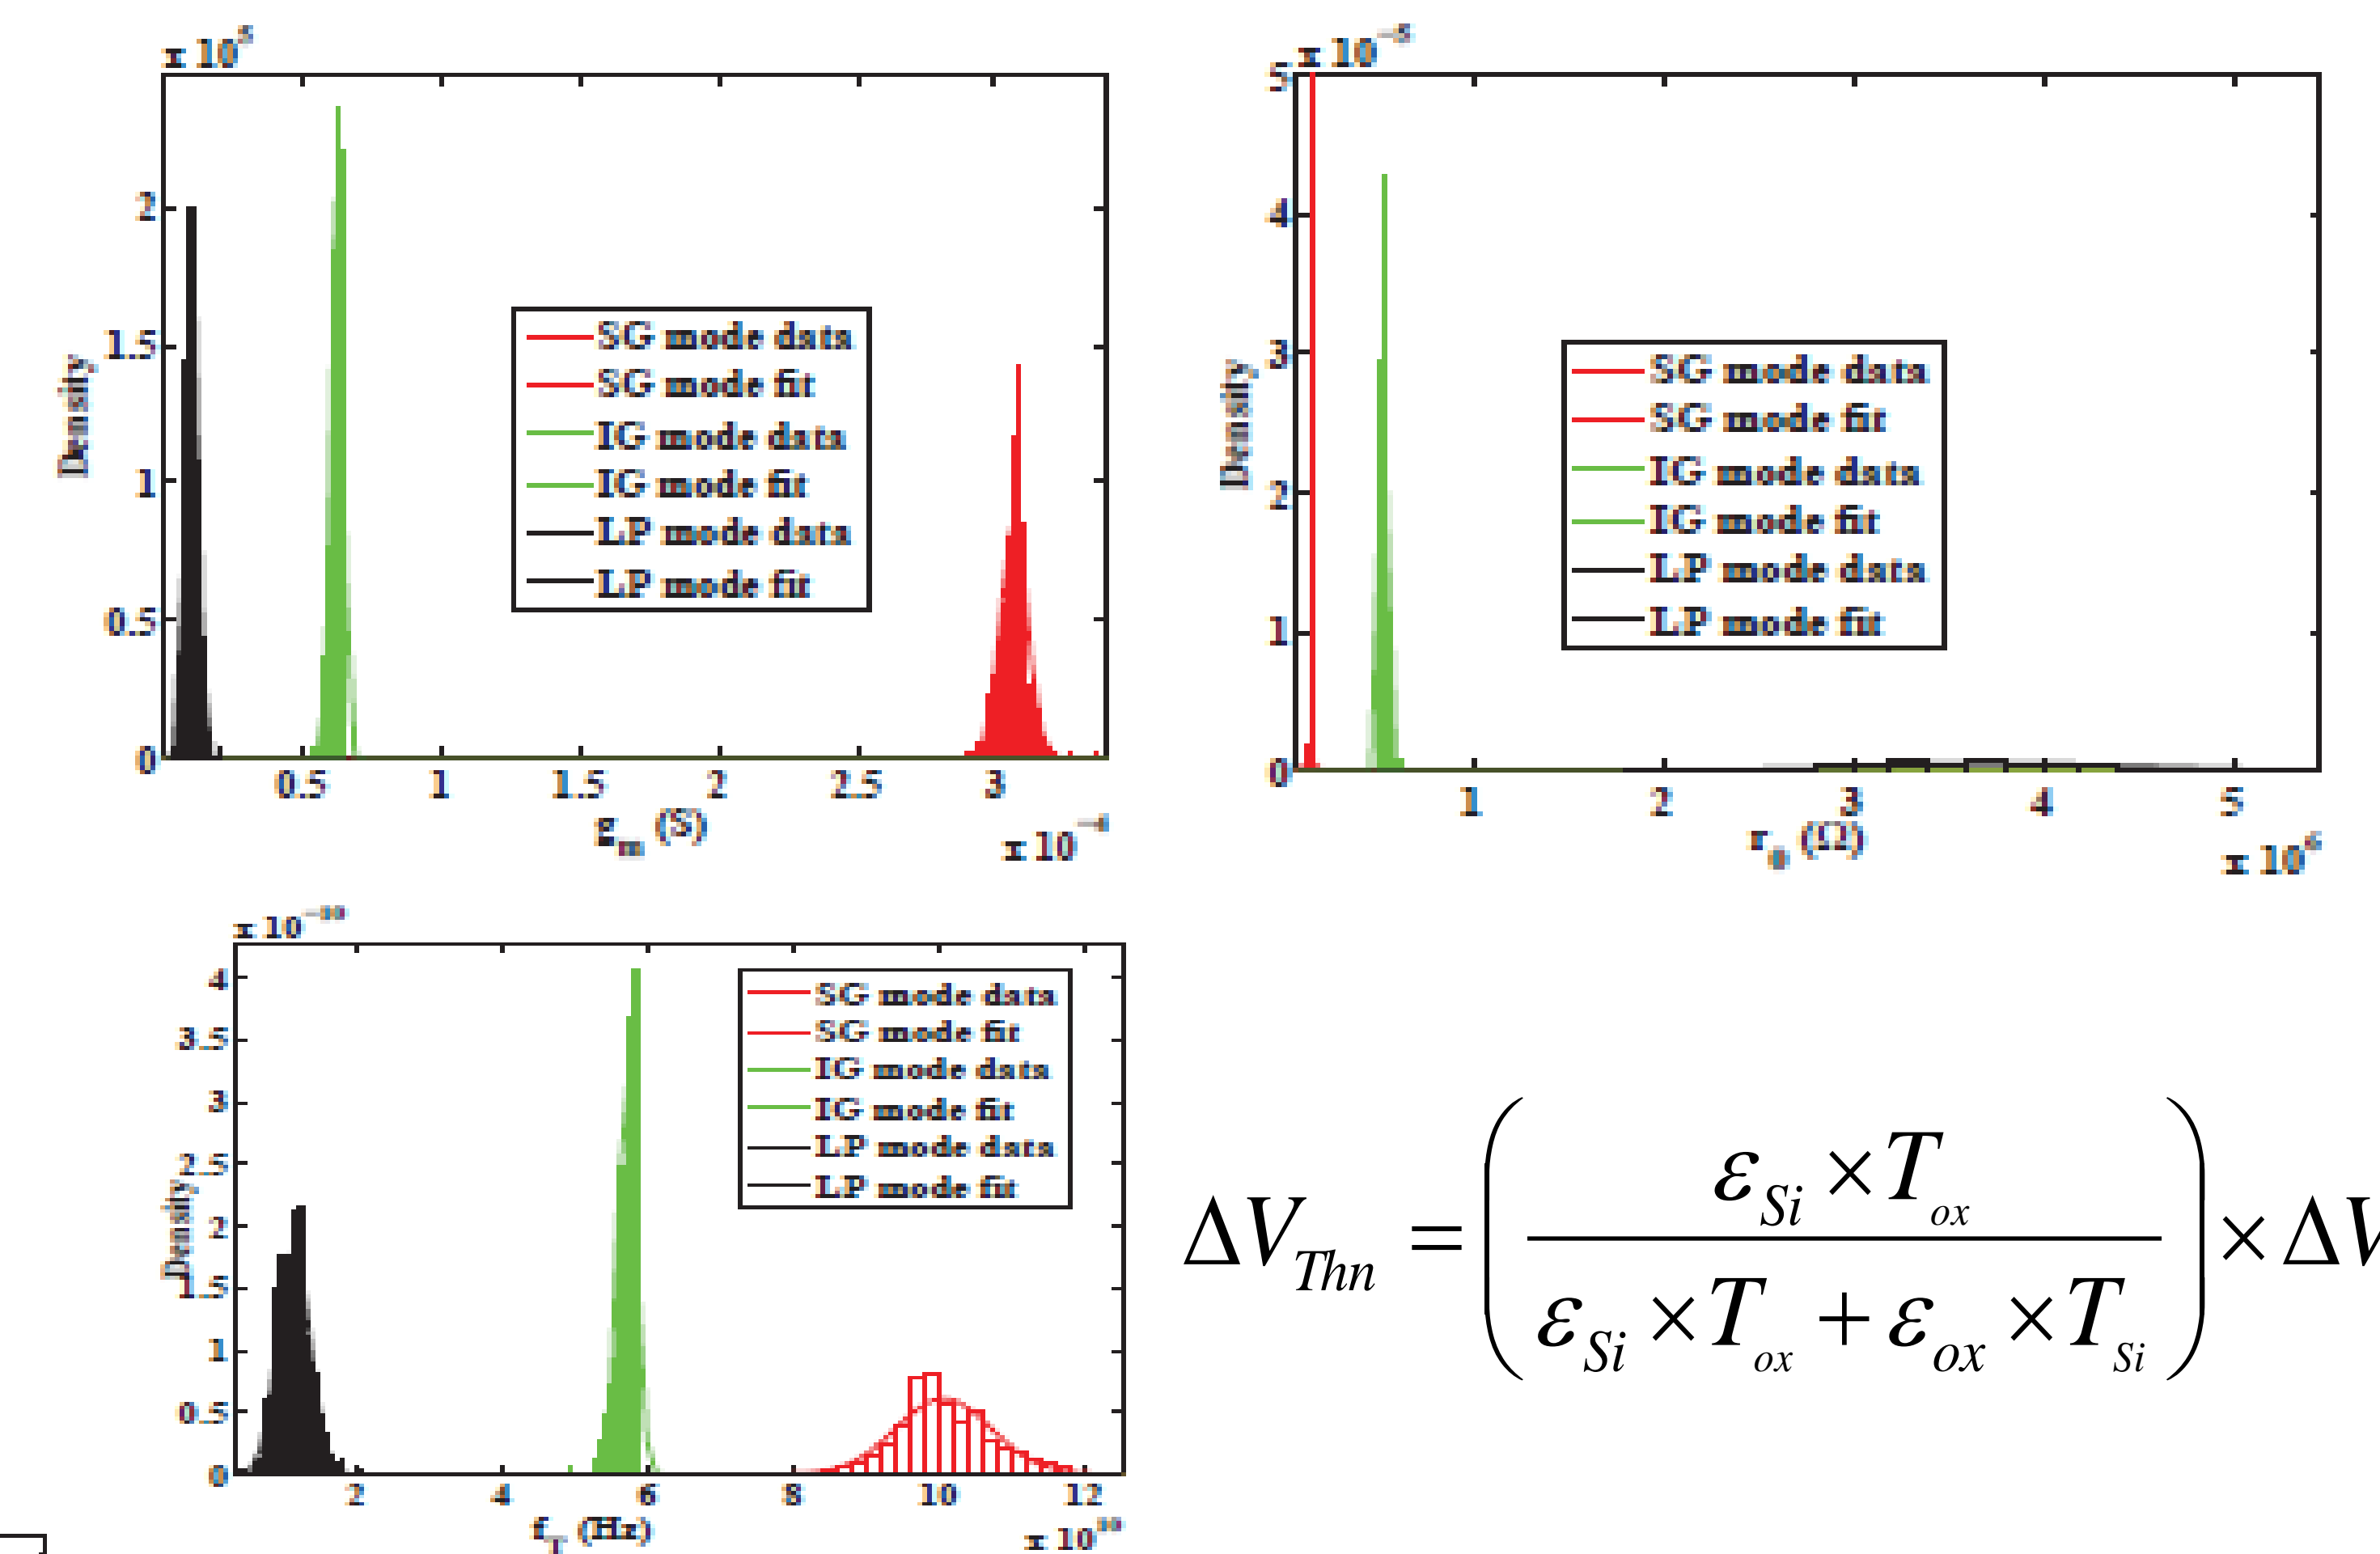 x 10^5
2
1.5
1
0.5
0
Density
SG mode data
SG mode fit
IG mode data
IG mode fit
LP mode data
LP mode fit
0.5 1 1.5 2 2.5 3
g_m (S)
x 10^-4
5 x 10
4
3
2
1
0
Density
SG mode data
SG mode fit
IG mode data
IG mode fit
LP mode data
LP mode fit
1 2 3 4 5
r_o (Ω)
x 10^6
x 10
4
3.5
3
2.5
2
1.5
1
0.5
0
Density
SG mode data
SG mode fit
IG mode data
IG mode fit
LP mode data
LP mode fit
2 4 6 8 10 12
f_T (Hz)
x 10
ΔV_Thn = ( ε_Si × T_ox / ε_Si × T_ox + ε_ox × T_Si ) × ΔV